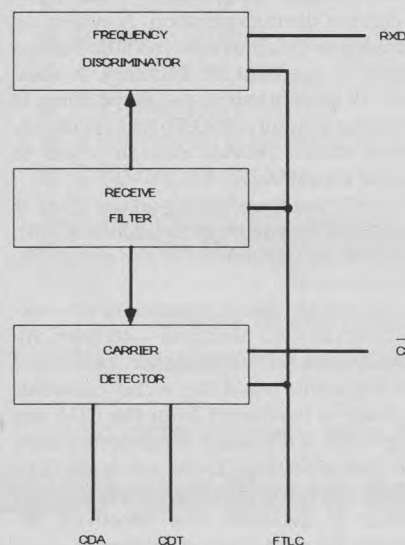 FREQUENCY
DISCRIMINATOR
RXD
RECEIVE
FILTER
CARRIER
DETECTOR
CDA
CDT
FTLC